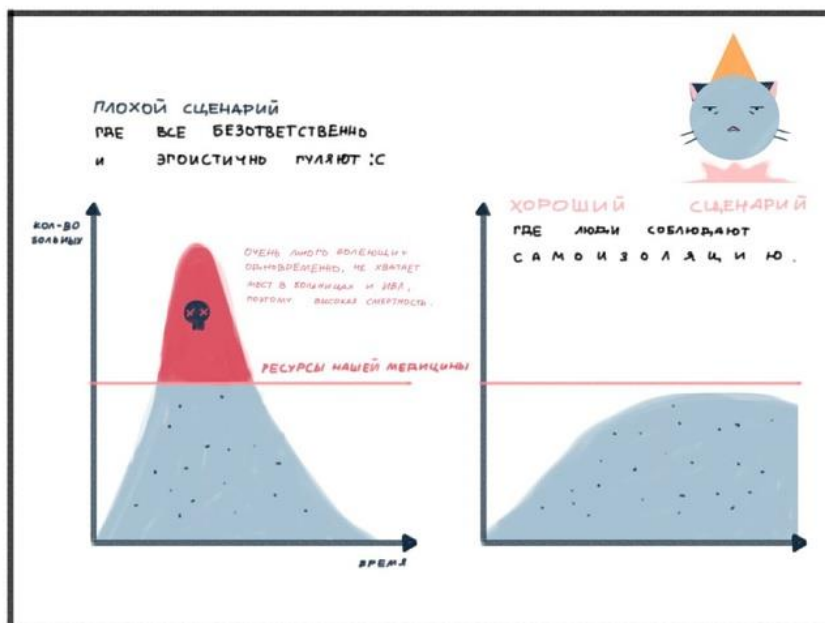 ПЛОХОЙ СЦЕНАРИЙ
ГДЕ ВСЕ БЕЗОТВЕТСТВЕННО
И ЭГОИСТИЧНО ГУЛЯЮТ :С
КОЛ-ВО
БОЛЬНЫХ
ОЧЕНЬ МНОГО БОЛЕЮЩИХ
ОДНОВРЕМЕННО, НЕ ХВАТАЕТ
МЕСТ В БОЛЬНИЦАХ И ИВЛ,
ПОЭТОМУ ВЫСОКАЯ СМЕРТНОСТЬ.
РЕСУРСЫ НАШЕЙ МЕДИЦИНЫ
ВРЕМЯ
ХОРОШИЙ СЦЕНАРИЙ
ГДЕ ЛЮДИ СОБЛЮДАЮТ
САМОИЗОЛЯЦИЮ.